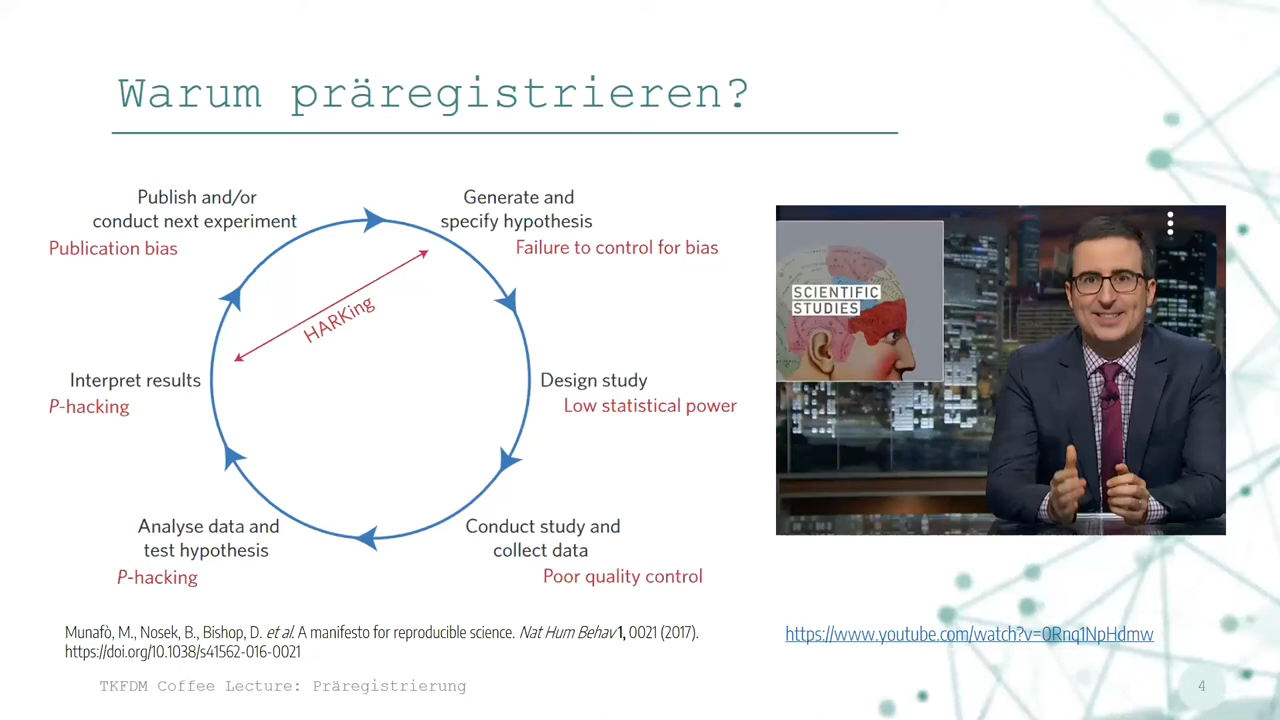 Warum präregistrieren?
Publish and/or
conduct next experiment
Publication bias
Generate and
specify hypothesis
Failure to control for bias
HARKing
Interpret results
P-hacking
Design study
Low statistical power
Analyse data and
test hypothesis
P-hacking
Conduct study and
collect data
Poor quality control
SCIENTIFIC
STUDIES
Munafò, M., Nosek, B., Bishop, D. et al. A manifesto for reproducible science. Nat Hum Behav 1, 0021 (2017).
https://doi.org/10.1038/s41562-016-0021
https://www.youtube.com/watch?v=0Rnq1NpHdmw
TKFDM Coffee Lecture: Präregistrierung
4